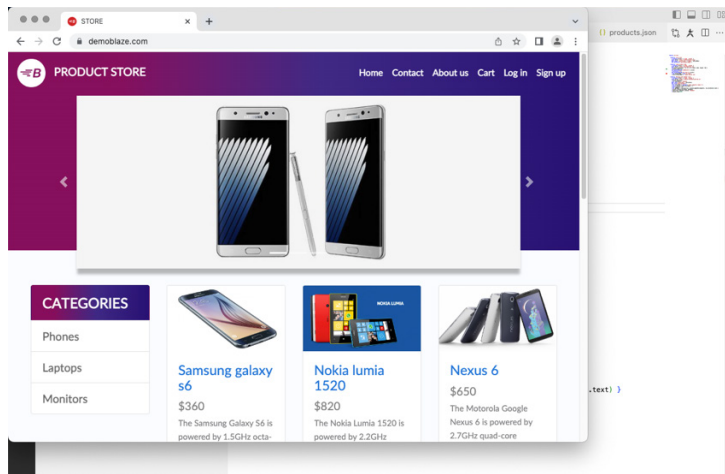 STORE
products.json
demoblaze.com
B PRODUCT STORE
Home Contact About us Cart Log in Sign up
CATEGORIES
Phones
Laptops
Monitors
Samsung galaxy
s6
$360
The Samsung Galaxy S6 is
powered by 1.5GHz octa-
NOKIA LUMIA
Nokia lumia
1520
$820
The Nokia Lumia 1520 is
powered by 2.2GHz
Nexus 6
$650
The Motorola Google
Nexus 6 is powered by
2.7GHz quad-core
.text) }